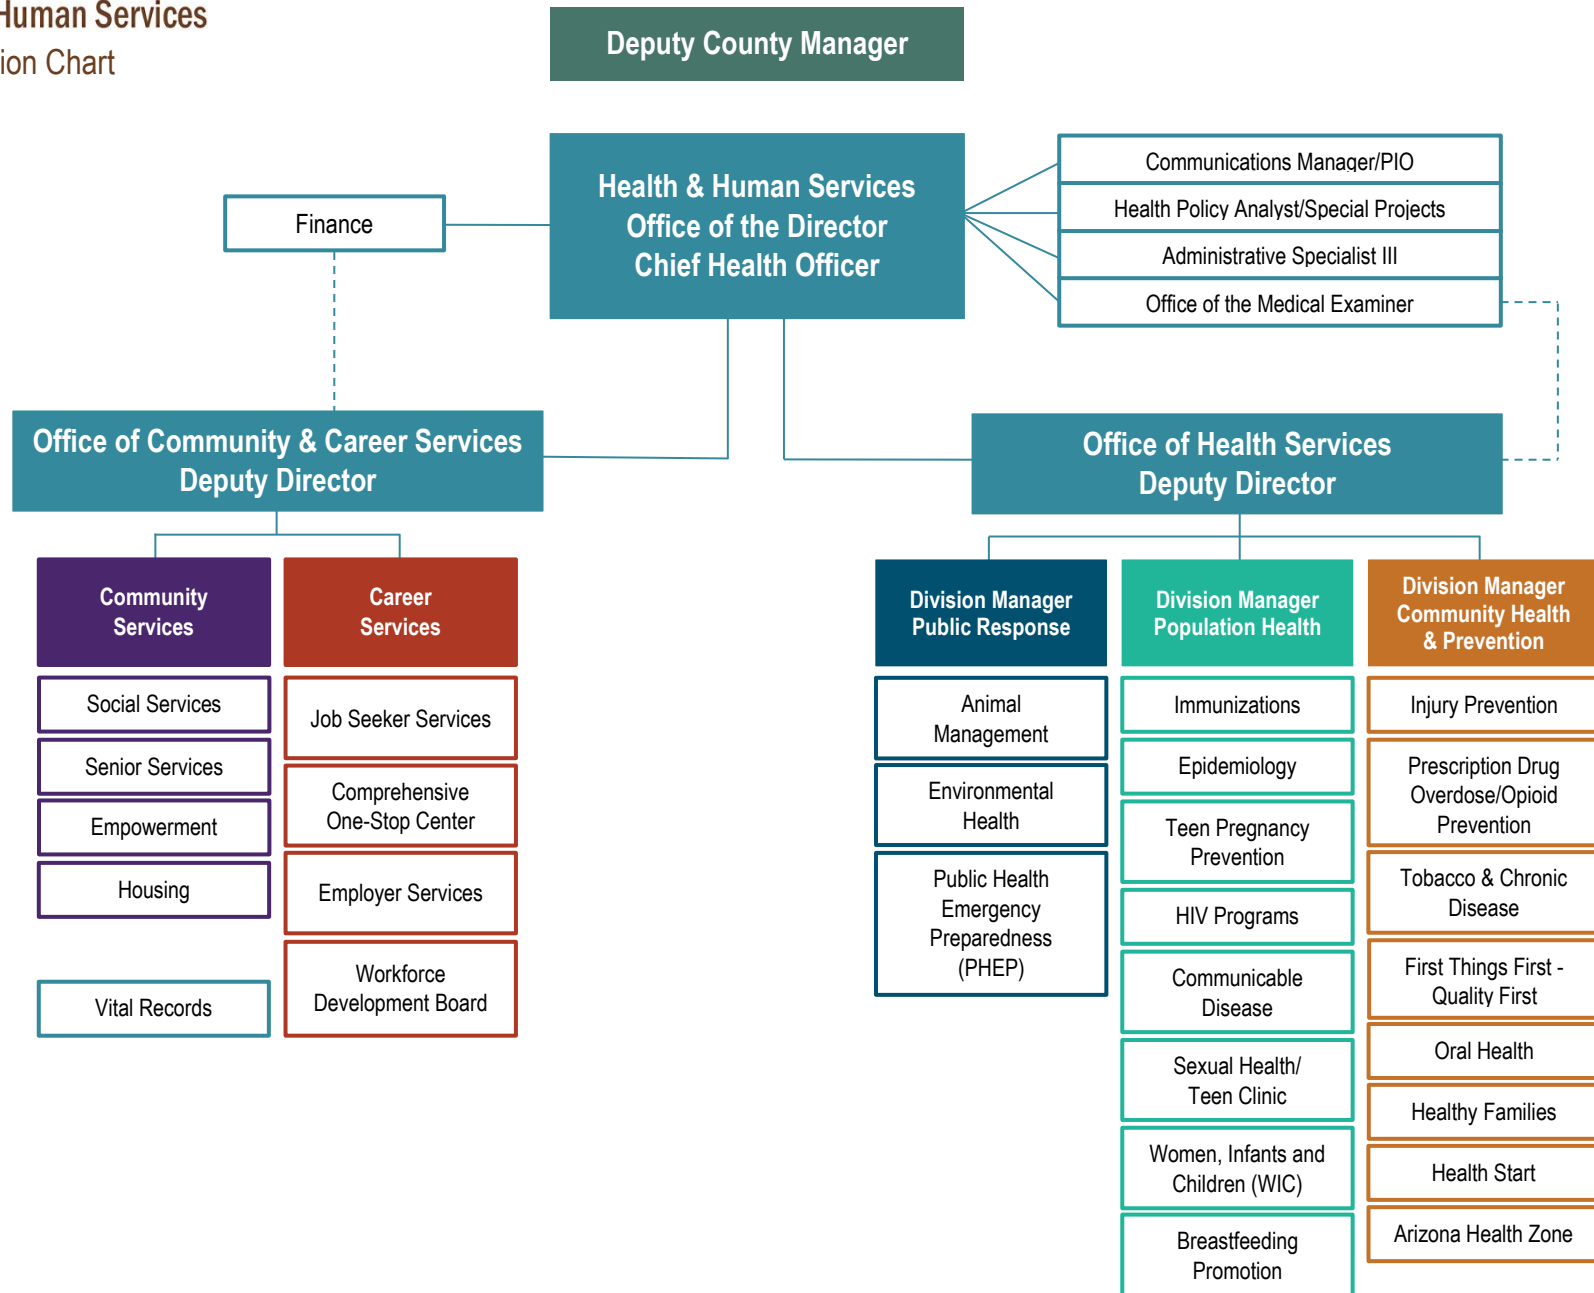 Human Services
ion Chart
Deputy County Manager
Health & Human Services
Office of the Director
Chief Health Officer
Finance
Communications Manager/PIO
Health Policy Analyst/Special Projects
Administrative Specialist III
Office of the Medical Examiner
Office of Community & Career Services
Deputy Director
Office of Health Services
Deputy Director
Community
Services
Social Services
Senior Services
Empowerment
Housing
Vital Records
Career
Services
Job Seeker Services
Comprehensive
One-Stop Center
Employer Services
Workforce
Development Board
Division Manager
Public Response
Animal
Management
Environmental
Health
Public Health
Emergency
Preparedness
(PHEP)
Division Manager
Population Health
Immunizations
Epidemiology
Teen Pregnancy
Prevention
HIV Programs
Communicable
Disease
Sexual Health/
Teen Clinic
Women, Infants and
Children (WIC)
Breastfeeding
Promotion
Division Manager
Community Health
& Prevention
Injury Prevention
Prescription Drug
Overdose/Opioid
Prevention
Tobacco & Chronic
Disease
First Things First -
Quality First
Oral Health
Healthy Families
Health Start
Arizona Health Zone